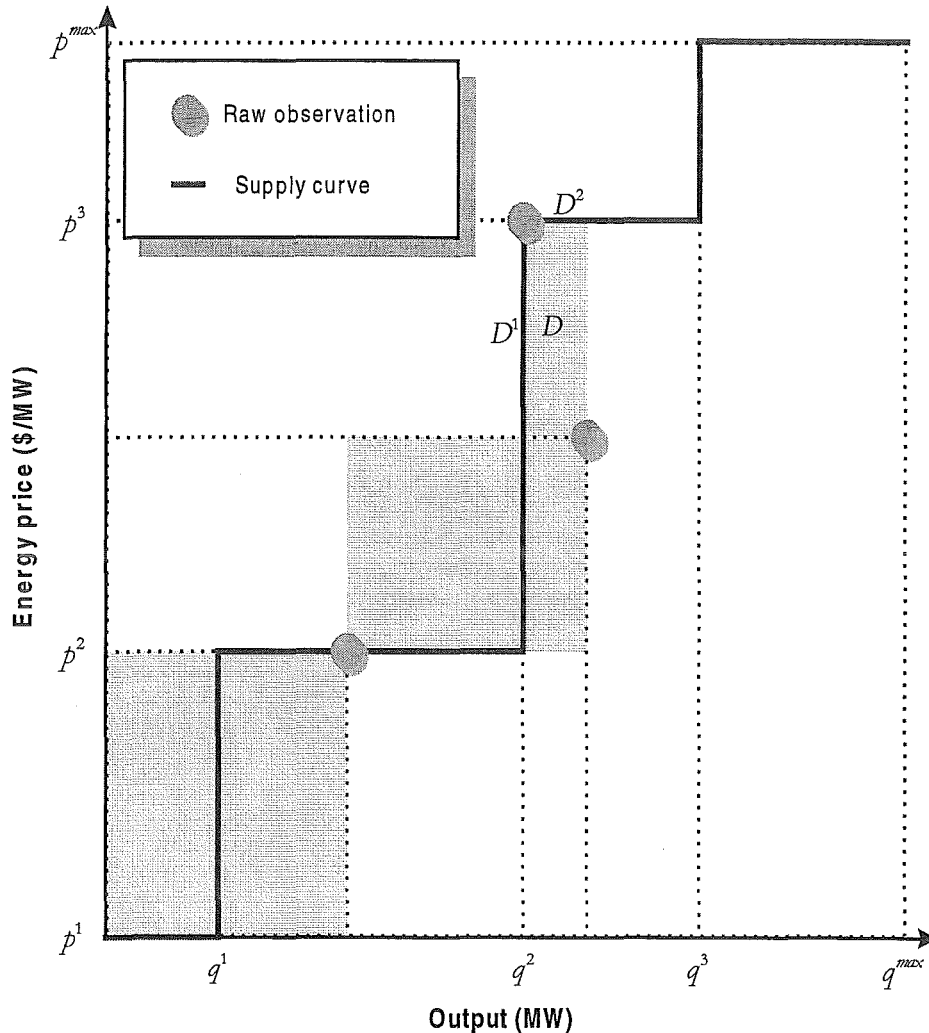 p^max
Raw observation
Supply curve
p^3
D^2
D^1
D
Energy price ($/MW)
p^2
p^1
q^1
q^2
q^3
q^max
Output (MW)